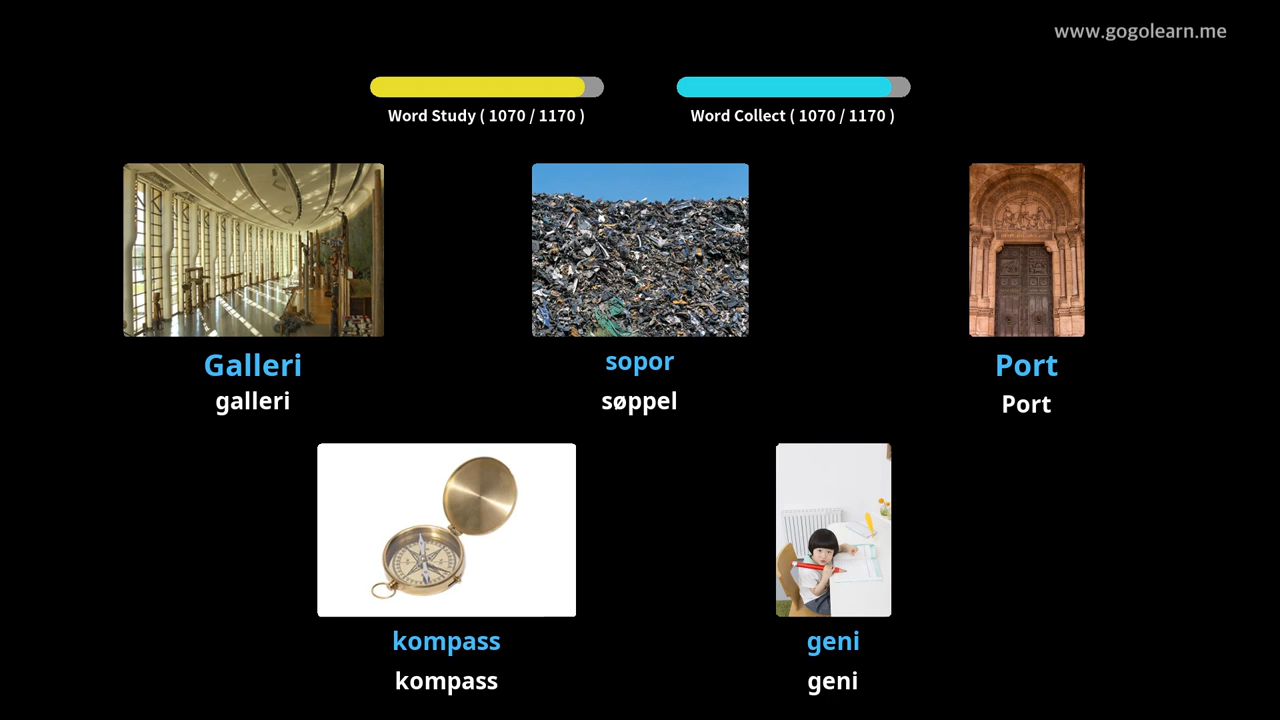 www.gogolearn.me
Word Study ( 1070 / 1170 )
Word Collect ( 1070 / 1170 )
Galleri
galleri
sopor
søppel
Port
Port
kompass
kompass
geni
geni